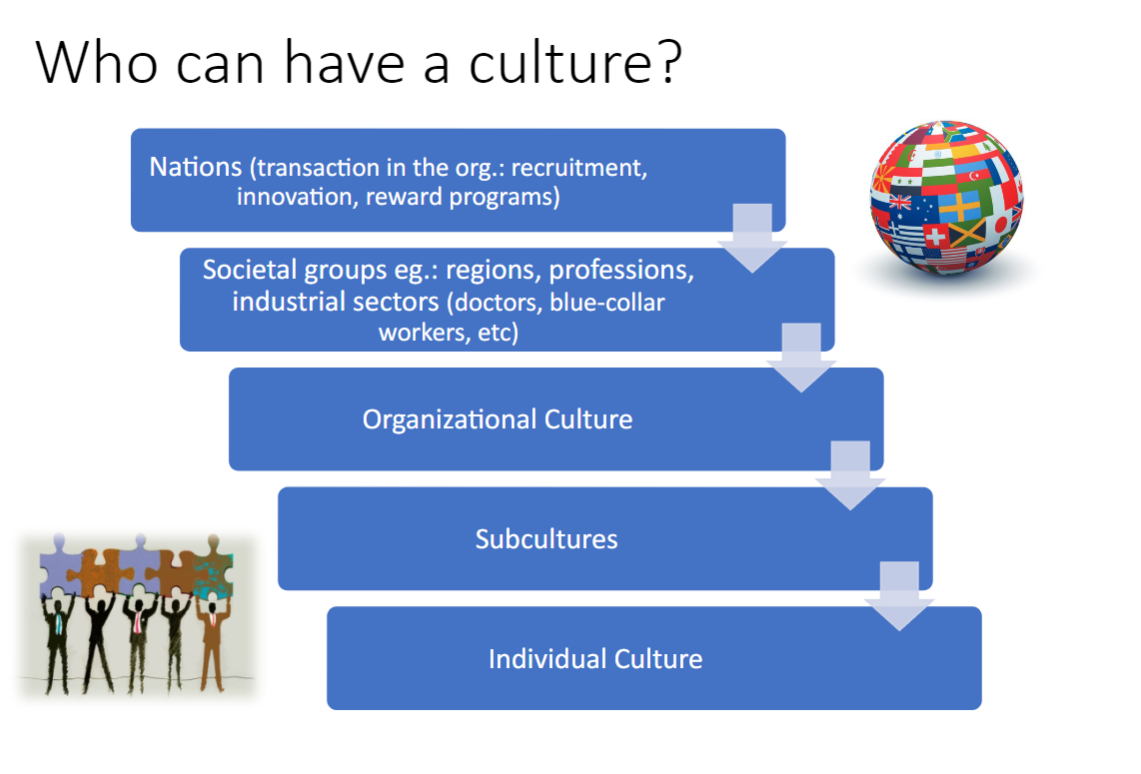 Who can have a culture?
Nations (transaction in the org.: recruitment,
innovation, reward programs)
Societal groups eg.: regions, professions,
industrial sectors (doctors, blue-collar
workers, etc)
Organizational Culture
Subcultures
Individual Culture